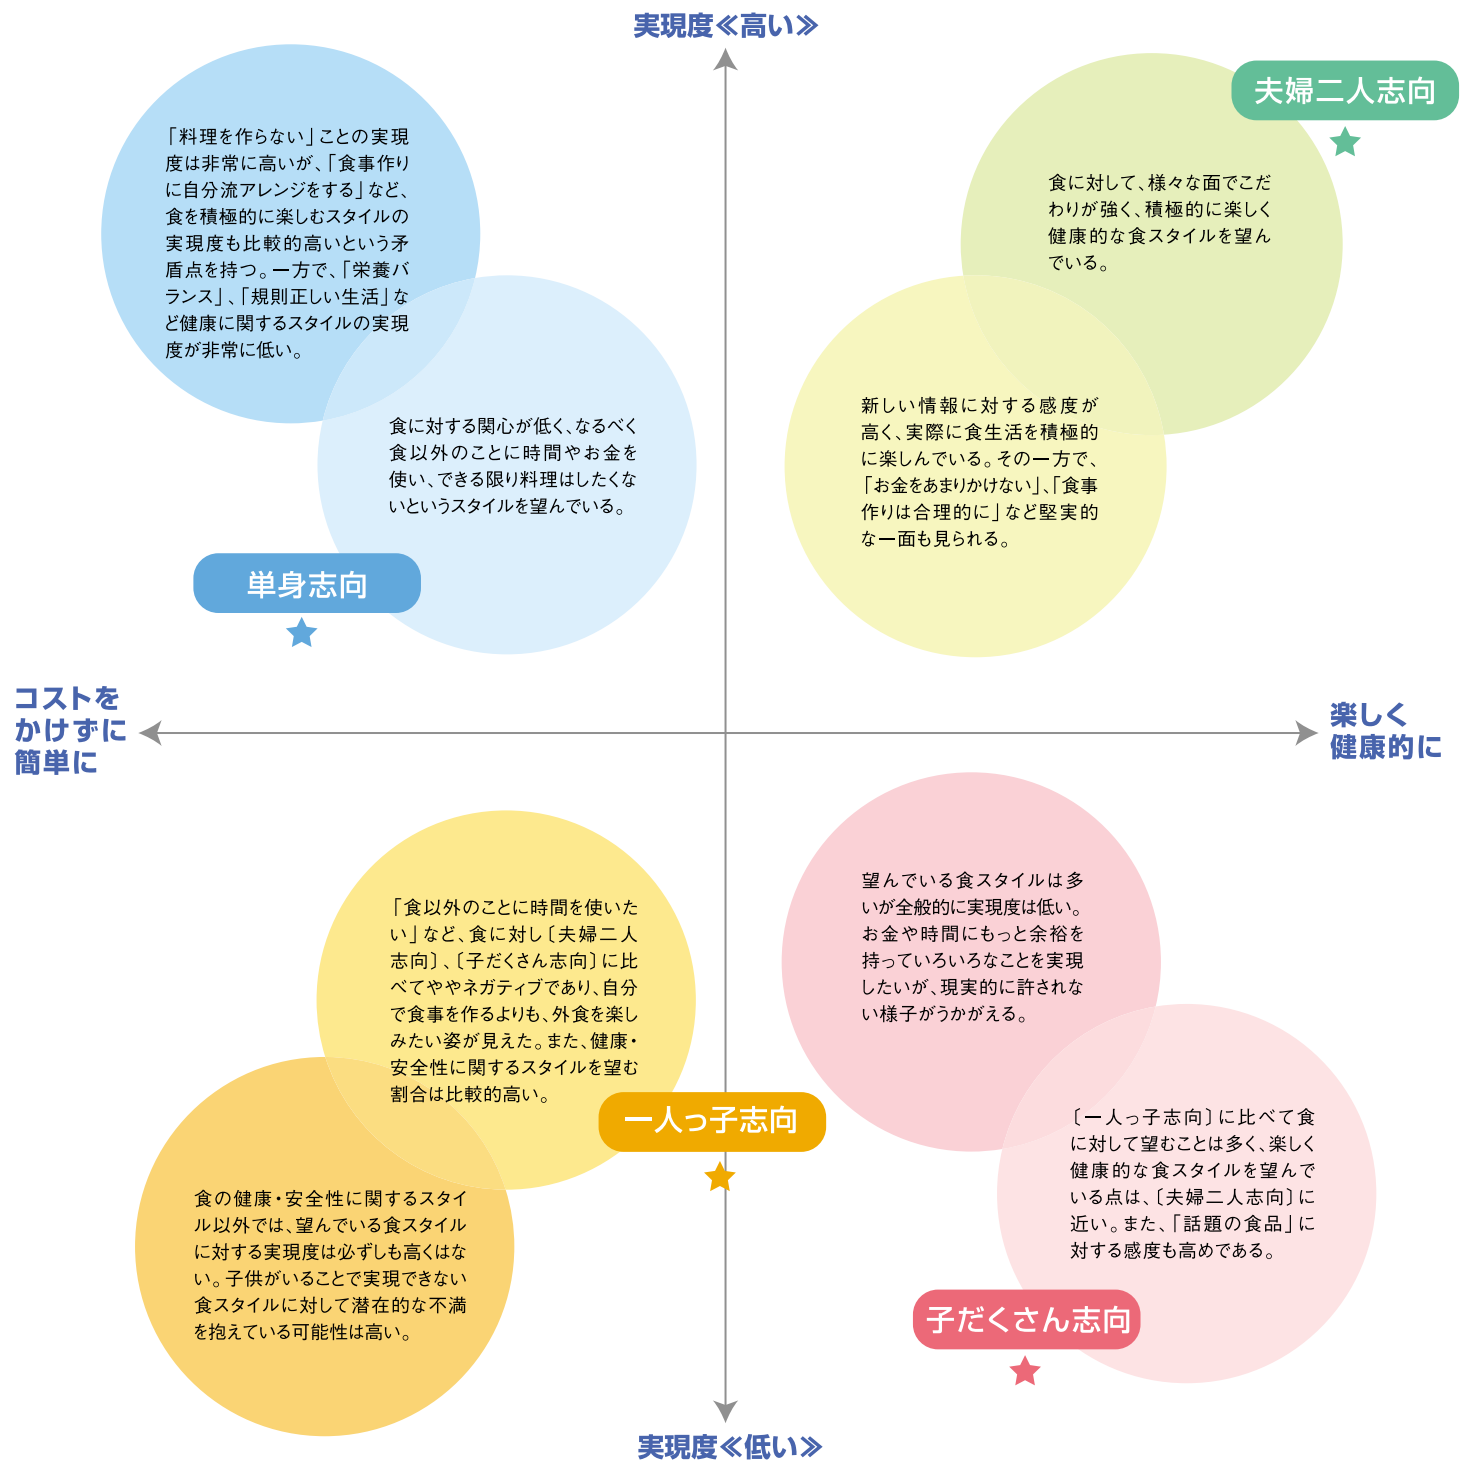 実現度≪高い≫
「料理を作らない」ことの実現
度は非常に高いが、「食事作り
に自分流アレンジをする」など、
食を積極的に楽しむスタイルの
実現度も比較的高いという矛
盾点を持つ。一方で、「栄養バ
ランス」、「規則正しい生活」な
ど健康に関するスタイルの実現
度が非常に低い。
食に対する関心が低く、なるべく
食以外のことに時間やお金を
使い、できる限り料理はしたくな
いというスタイルを望んでいる。
単身志向
夫婦二人志向
食に対して、様々な面でこだ
わりが強く、積極的に楽しく
健康的な食スタイルを望ん
でいる。
新しい情報に対する感度が
高く、実際に食生活を積極的
に楽しんでいる。その一方で、
「お金をあまりかけない」、「食事
作りは合理的に」など堅実的
な一面も見られる。
コストを
かけずに
簡単に
楽しく
健康的に
「食以外のことに時間を使いた
い」など、食に対し〔夫婦二人
志向〕、〔子だくさん志向〕に比
べてややネガティブであり、自分
で食事を作るよりも、外食を楽し
みたい姿が見えた。また、健康・
安全性に関するスタイルを望む
割合は比較的高い。
一人っ子志向
食の健康・安全性に関するスタイ
ル以外では、望んでいる食スタイル
に対する実現度は必ずしも高くはな
い。子供がいることで実現できない
食スタイルに対して潜在的な不満
を抱えている可能性は高い。
望んでいる食スタイルは多
いが全般的に実現度は低い。
お金や時間にもっと余裕を
持っていろいろなことを実現
したいが、現実的に許されな
い様子がうかがえる。
〔一人っ子志向〕に比べて食
に対して望むことは多く、楽しく
健康的な食スタイルを望んで
いる点は、〔夫婦二人志向〕に
近い。また、「話題の食品」に
対する感度も高めである。
子だくさん志向
実現度≪低い≫